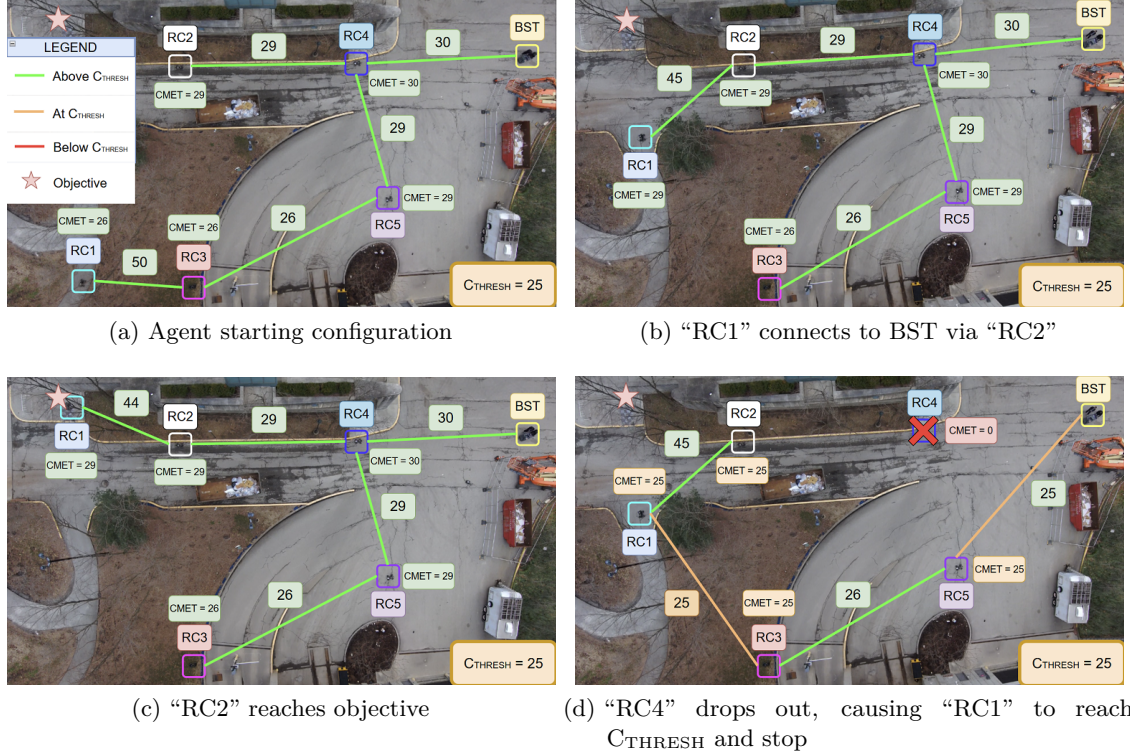 LEGEND
Above CTHRESH
At CTHRESH
Below CTHRESH
Objective
RC2
29
RC4
30
BST
CMET = 29
CMET = 30
29
CMET = 26
CMET = 26
CMET = 29
RC1
RC3
26
RC5
50
CTHRESH = 25
(a) Agent starting configuration
BST
RC2
29
RC4
30
45
CMET = 29
CMET = 30
29
RC1
CMET = 29
CMET = 29
CMET = 26
26
RC5
RC3
CTHRESH = 25
(b) “RC1” connects to BST via “RC2”
44
RC2
29
RC4
30
BST
RC1
CMET = 29
CMET = 29
CMET = 30
29
CMET = 26
26
CMET = 29
RC3
RC5
CTHRESH = 25
(c) “RC2” reaches objective
BST
RC2
RC4
45
CMET = 0
CMET = 25
CMET = 25
25
RC1
CMET = 25
25
CMET = 25
26
RC5
RC3
CTHRESH = 25
(d) “RC4” drops out, causing “RC1” to reach
CTHRESH and stop